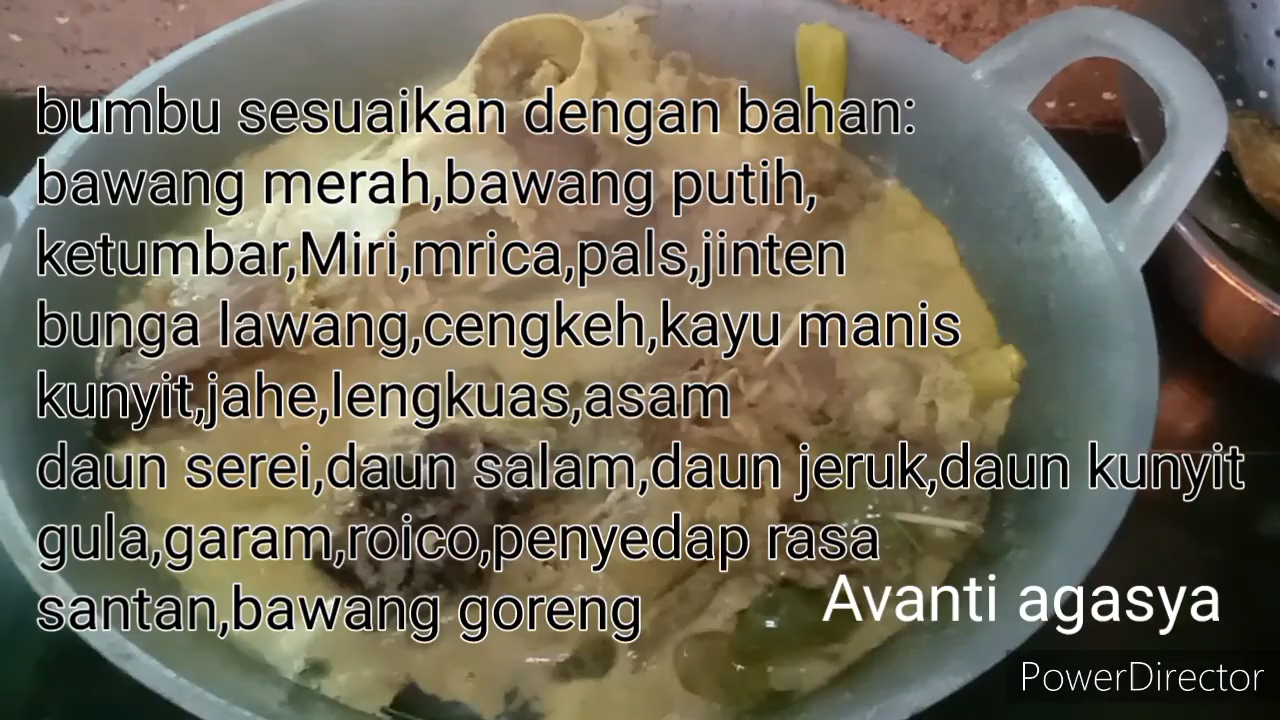 bumbu sesuaikan dengan bahan:
bawang merah,bawang putih,
ketumbar,Miri,mrica,pals,jinten
bunga lawang,cengkeh,kayu manis
kunyit,jahe,lengkuas,asam
daun serei,daun salam,daun jeruk,daun kunyit
gula,garam,roico,penyedap rasa
santan,bawang goreng
Avanti agasya
PowerDirector